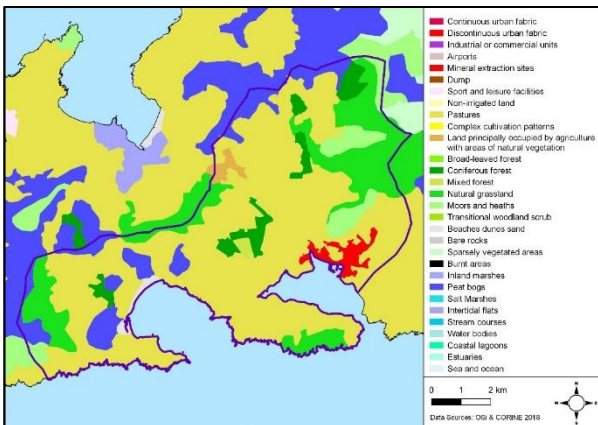 Continuous urban fabric
Discontinuous urban fabric
Industrial or commercial units
Airports
Mineral extraction sites
Dump
Sport and leisure facilities
Non-irrigated land
Pastures
Complex cultivation patterns
Land principally occupied by agriculture
with areas of natural vegetation
Broad-leaved forest
Coniferous forest
Mixed forest
Natural grassland
Moors and heaths
Transitional woodland scrub
Beaches dunes sand
Bare rocks
Sparsely vegetated areas
Burnt areas
Inland marshes
Peat bogs
Salt Marshes
Intertidal flats
Stream courses
Water bodies
Coastal lagoons
Estuaries
Sea and ocean
0 1 2 km
Data Sources: OSi & CORINE 2018